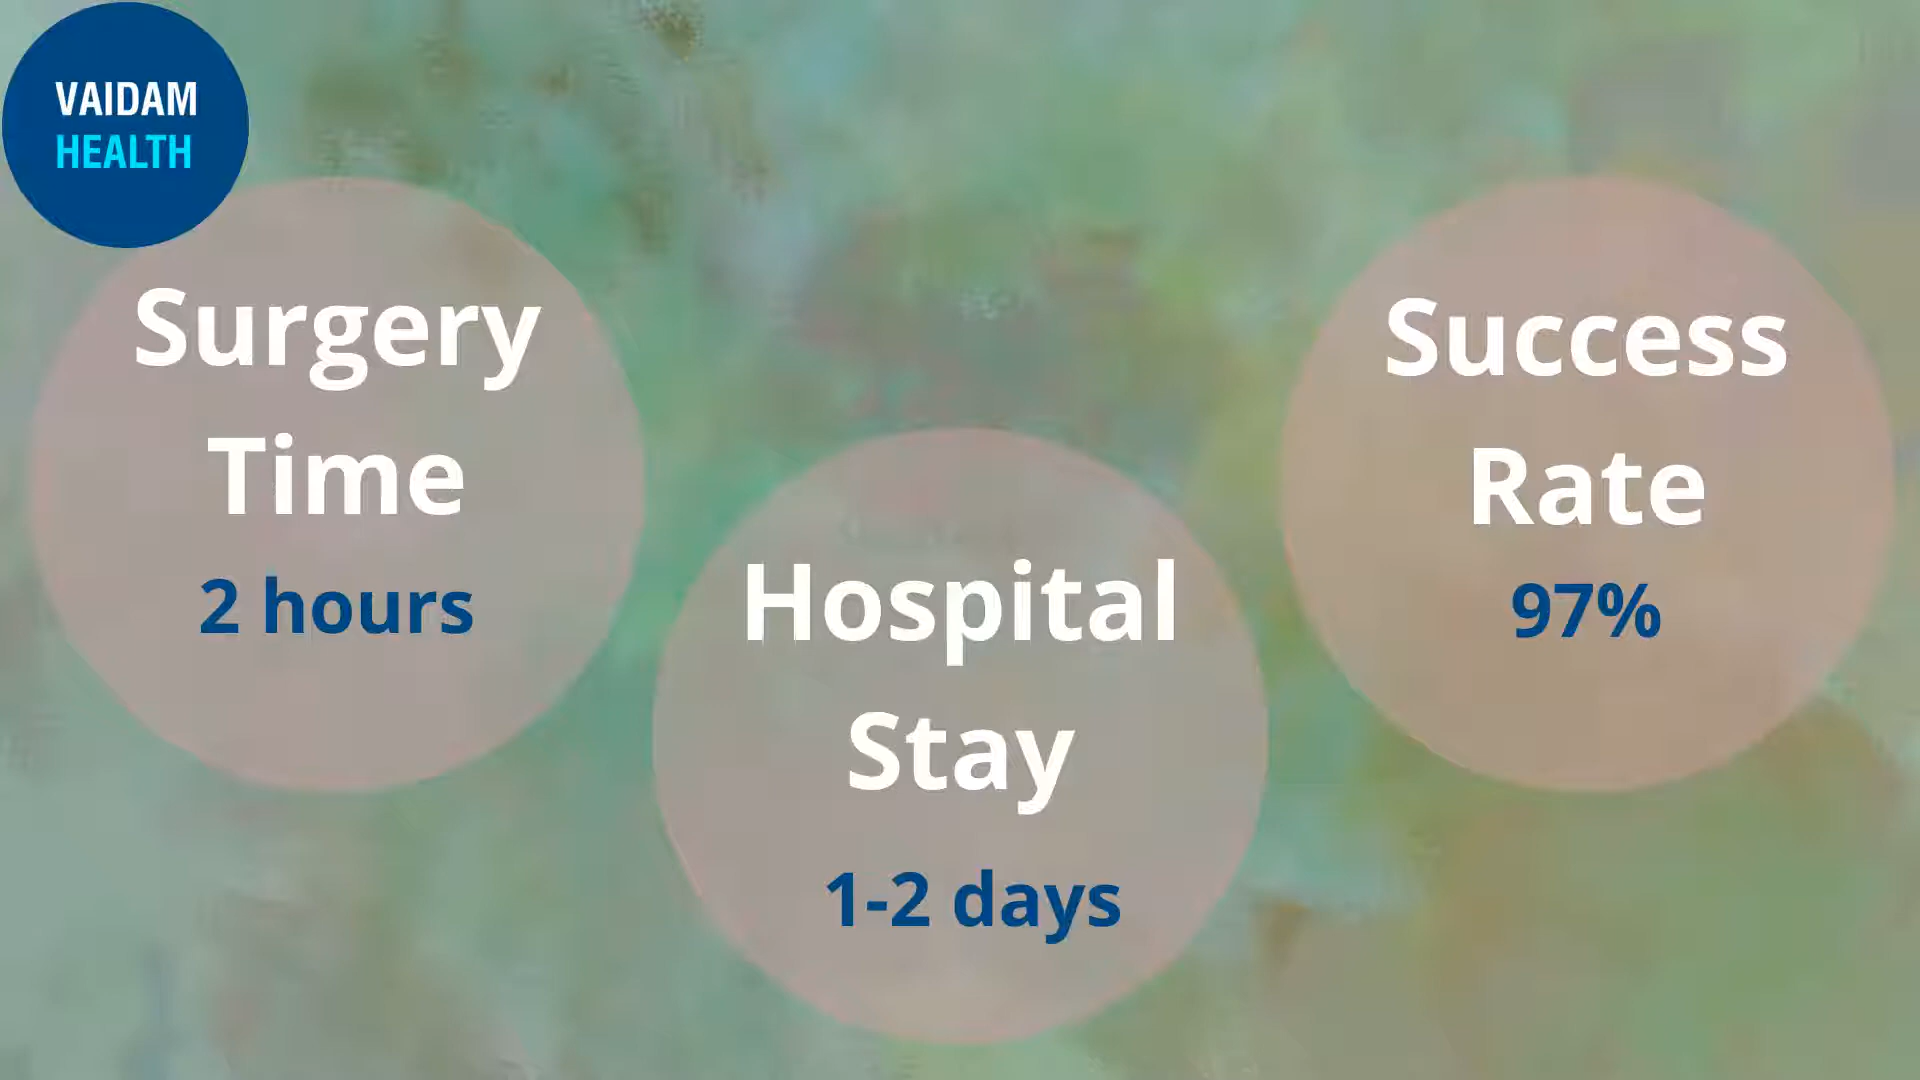 VAIDAM
HEALTH
Surgery
Time
2 hours
Hospital
Stay
1-2 days
Success
Rate
97%